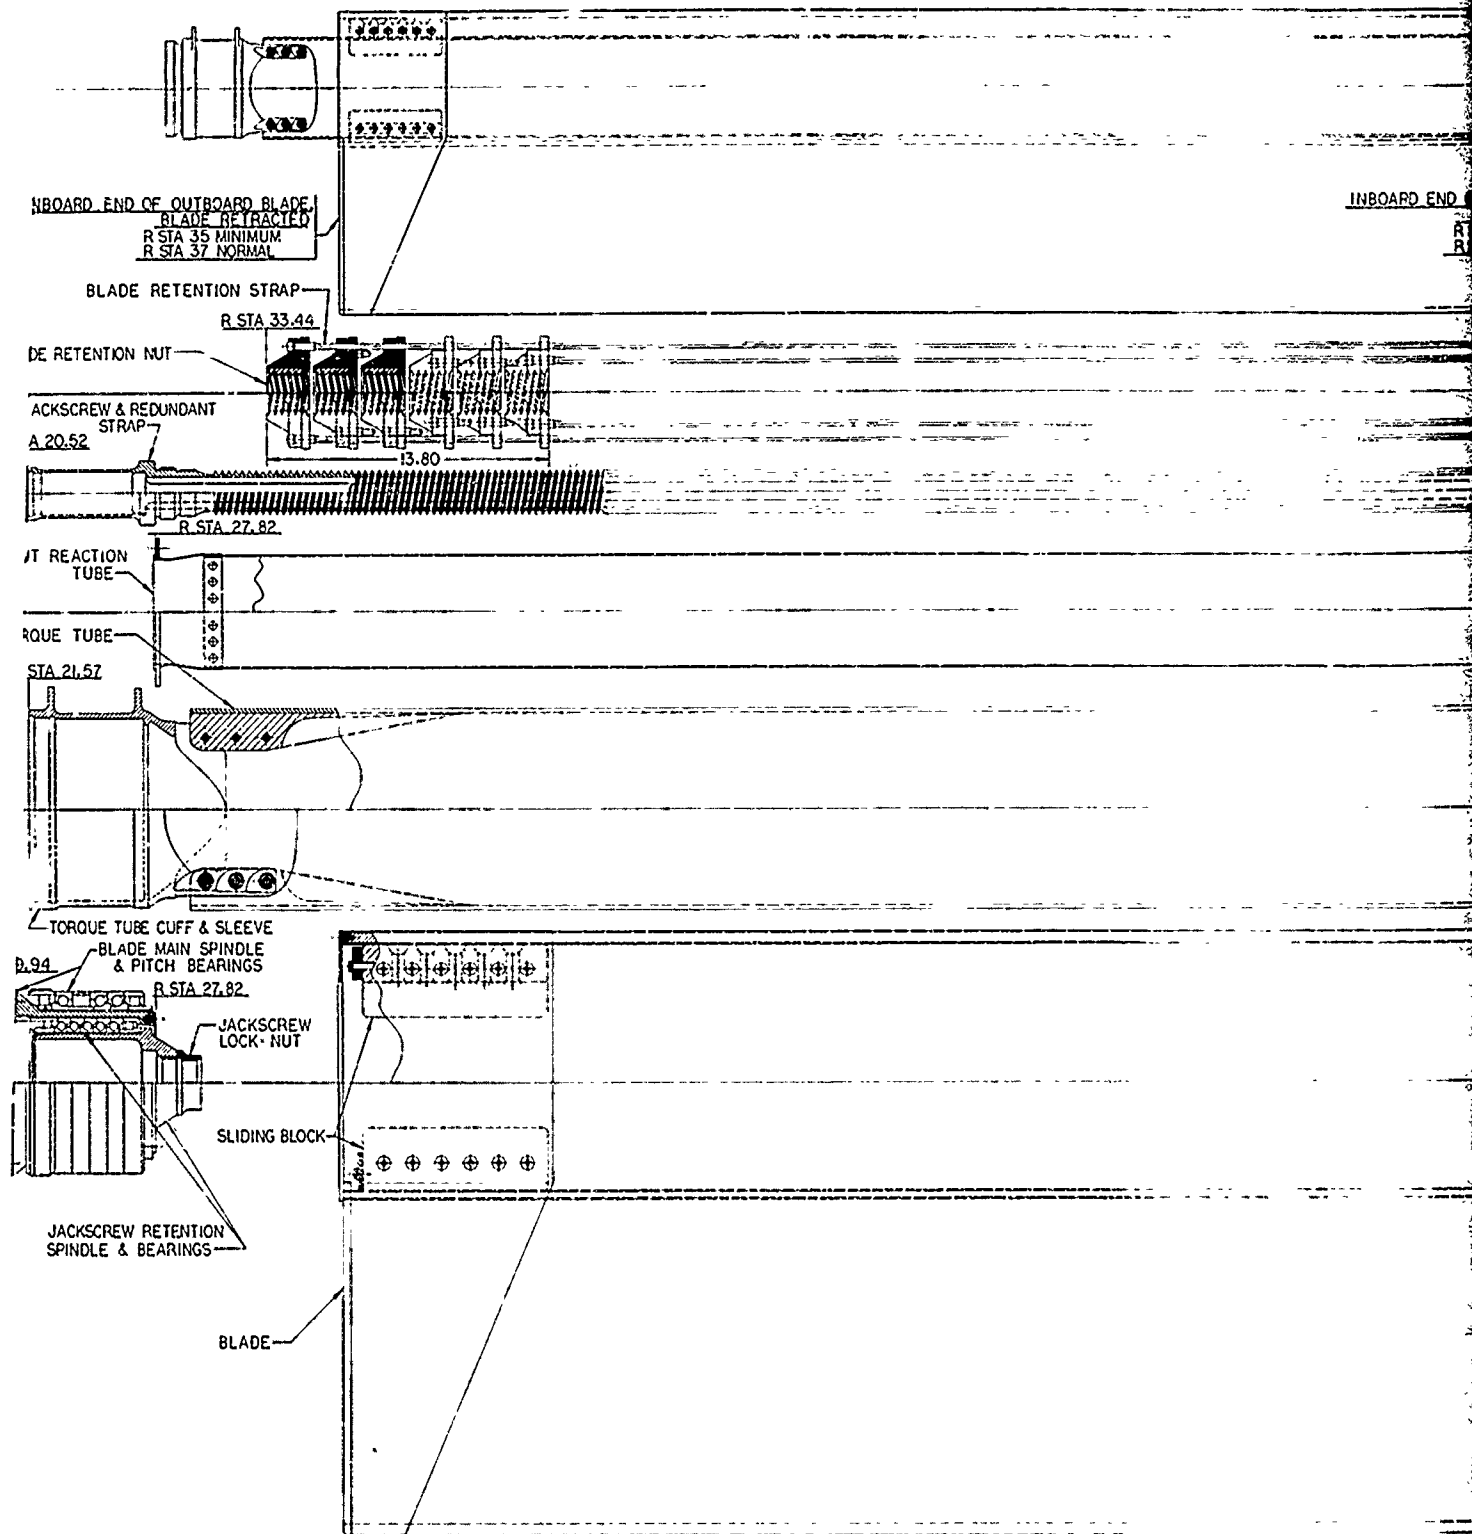 NBOARD END OF OUTBOARD BLADE,
BLADE RETRACTED
R STA 35 MINIMUM
R STA 37 NORMAL
INBOARD END
R
R
BLADE RETENTION STRAP
R STA 33.44
DE RETENTION NUT
ACKSCREW & REDUNDANT
STRAP
A 20.52
13.80
R STA 27.82
UT REACTION
TUBE
RQUE TUBE
STA 21.57
TORQUE TUBE CUFF & SLEEVE
BLADE MAIN SPINDLE
& PITCH BEARINGS
9.94
R STA 27.82
JACKSCREW
LOCK-NUT
SLIDING BLOCK
JACKSCREW RETENTION
SPINDLE & BEARINGS
BLADE